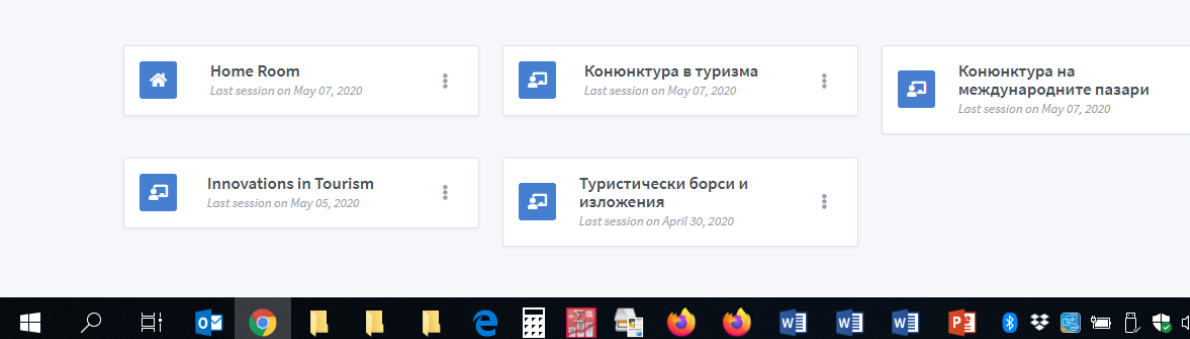 Home Room
Last session on May 07, 2020
Конюнктура в туризма
Last session on May 07, 2020
Конюнктура на
международните пазари
Last session on May 07, 2020
Innovations in Tourism
Last session on May 05, 2020
Туристически борси и
изложения
Last session on April 30, 2020